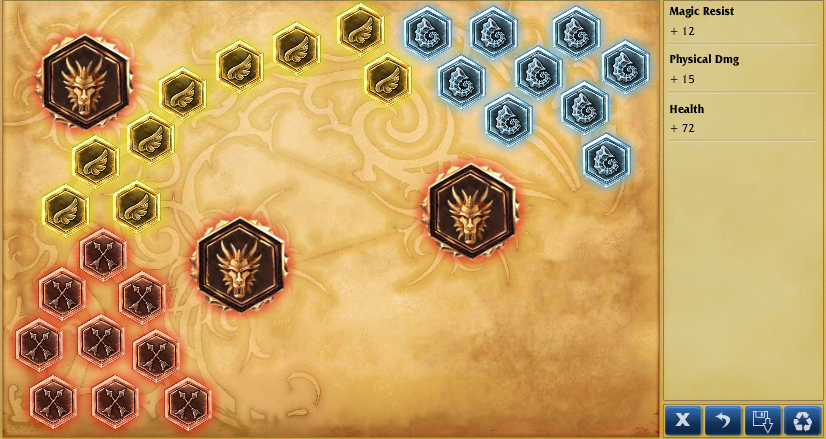 Magic Resist
+ 12
Physical Dmg
+ 15
Health
+ 72
X